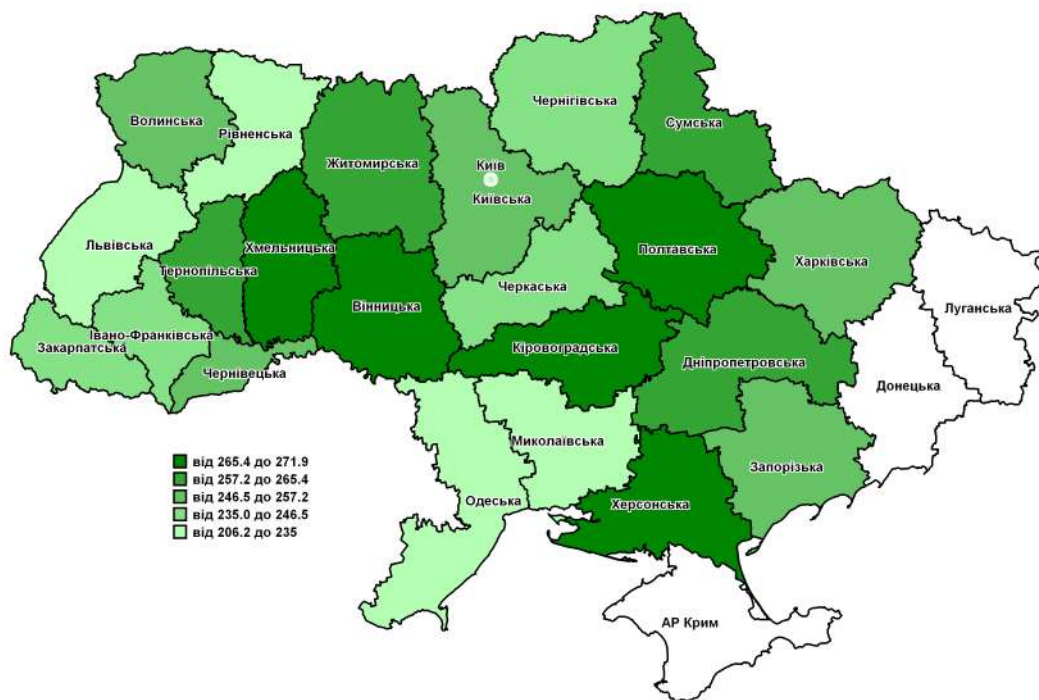 Чернігівська
Волинська
Рівненська
Сумська
Житомирська
Київ
Київська
Львівська
Хмельницька
Тернопільська
Полтавська
Харківська
Черкаська
Вінницька
Луганська
Івано-Франківська
Закарпатська
Кіровоградська
Чернівецька
Дніпропетровська
Донецька
Миколаївська
Запорізька
Одеська
Херсонська
АР Крим
від 265.4 до 271.9
від 257.2 до 265.4
від 246.5 до 257.2
від 235.0 до 246.5
від 206.2 до 235